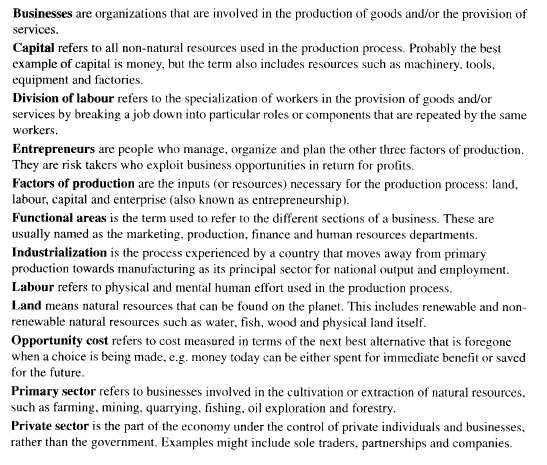 Businesses are organizations that are involved in the production of goods and/or the provision of
services.
Capital refers to all non-natural resources used in the production process. Probably the best
example of capital is money, but the term also includes resources such as machinery, tools,
equipment and factories.
Division of labour refers to the specialization of workers in the provision of goods and/or
services by breaking a job down into particular roles or components that are repeated by the same
workers.
Entrepreneurs are people who manage, organize and plan the other three factors of production.
They are risk takers who exploit business opportunities in return for profits.
Factors of production are the inputs (or resources) necessary for the production process: land,
labour, capital and enterprise (also known as entrepreneurship).
Functional areas is the term used to refer to the different sections of a business. These are
usually named as the marketing, production, finance and human resources departments.
Industrialization is the process experienced by a country that moves away from primary
production towards manufacturing as its principal sector for national output and employment.
Labour refers to physical and mental human effort used in the production process.
Land means natural resources that can be found on the planet. This includes renewable and non-
renewable natural resources such as water, fish, wood and physical land itself.
Opportunity cost refers to cost measured in terms of the next best alternative that is foregone
when a choice is being made, e.g. money today can be either spent for immediate benefit or saved
for the future.
Primary sector refers to businesses involved in the cultivation or extraction of natural resources,
such as farming, mining, quarrying, fishing, oil exploration and forestry.
Private sector is the part of the economy under the control of private individuals and businesses,
rather than the government. Examples might include sole traders, partnerships and companies.